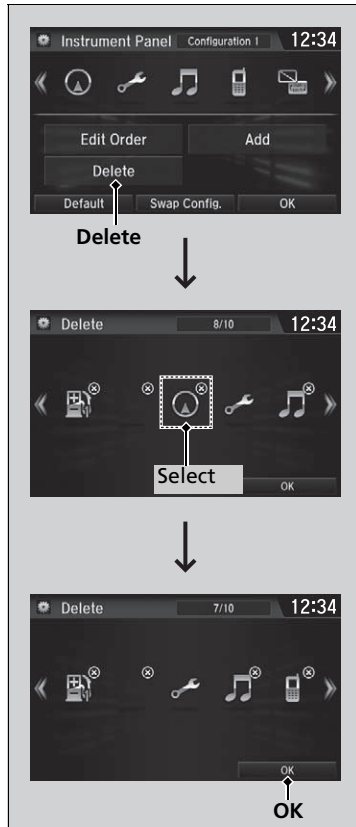 Instrument Panel Configuration 1 12:34
Edit Order Add
Delete
Default Swap Config. OK
Delete
Delete 8/10 12:34
Select
OK
Delete 7/10 12:34
OK
OK